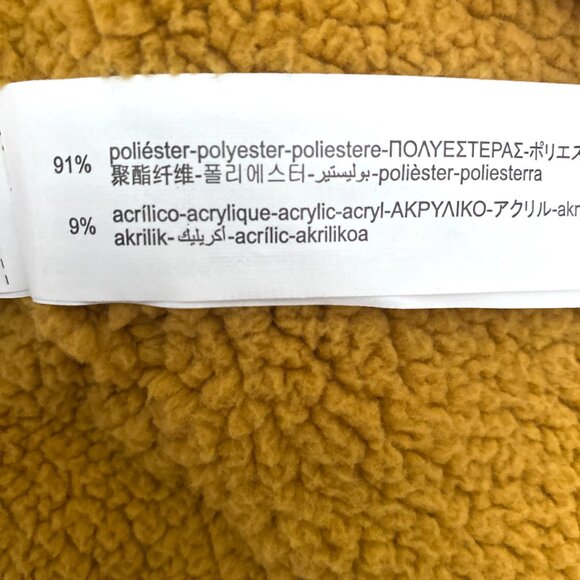 91% poliéster-polyester-poliestere-ΠΟΛΥΕΣΤΕΡΑΣ-ポリエス
聚酯纤维-폴리에스터-بوليستير-polièster-poliesterra
9% acrílico-acrylique-acrylic-acryl-ΑΚΡΥΛΙΚΟ-アクリル-akr
akrilik-أكريليك-acrílic-akrilikoa